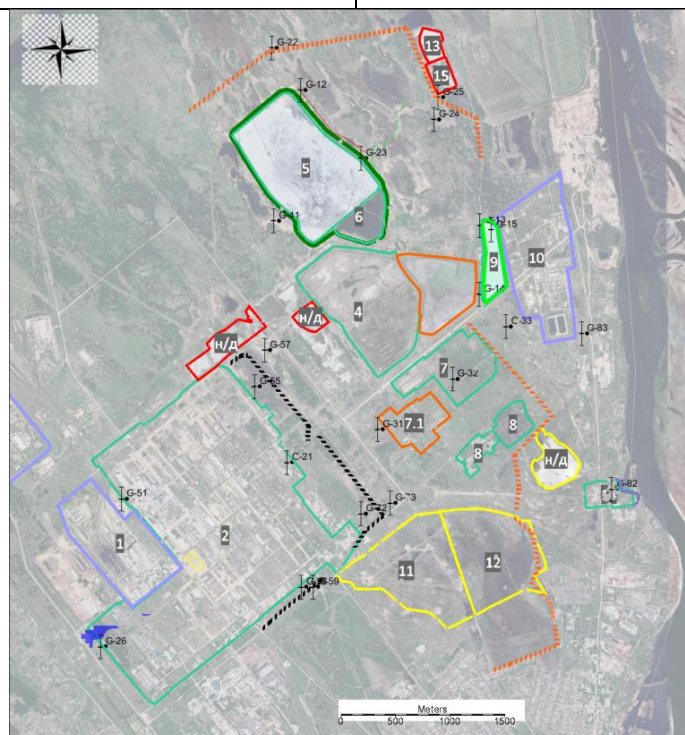 G-22
13
15
G-12
G-25
G-24
G-23
5
6
G-11
G-15
9
10
G-14
4
н/д
н/д
C-33
G-83
G-57
7
G-32
G-55
7.1
G-31
8
8
н/д
C-21
G-82
G-51
G-73
G-72
1
2
11
12
G-59
G-26
Meters
0 500 1000 1500